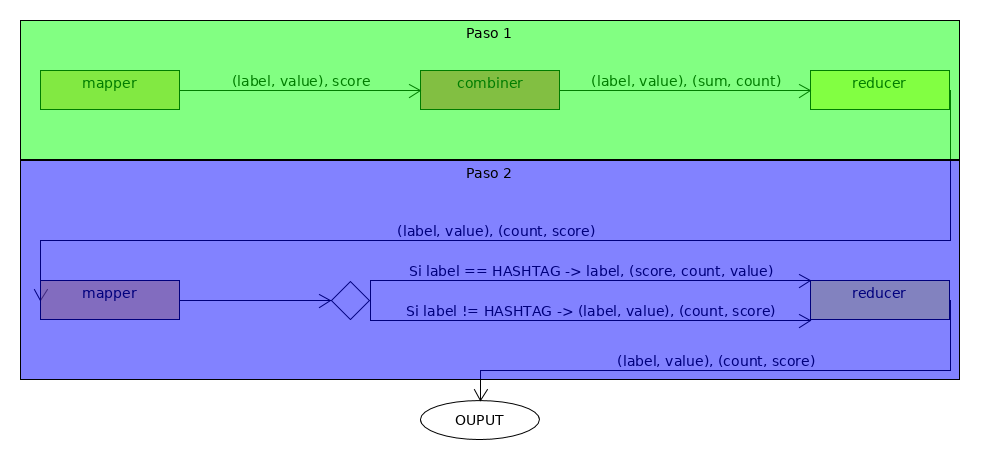 Paso 1
mapper
(label, value), score
combiner
(label, value), (sum, count)
reducer
Paso 2
(label, value), (count, score)
mapper
Si label == HASHTAG -> label, (score, count, value)
Si label != HASHTAG -> (label, value), (count, score)
reducer
(label, value), (count, score)
OUPUT